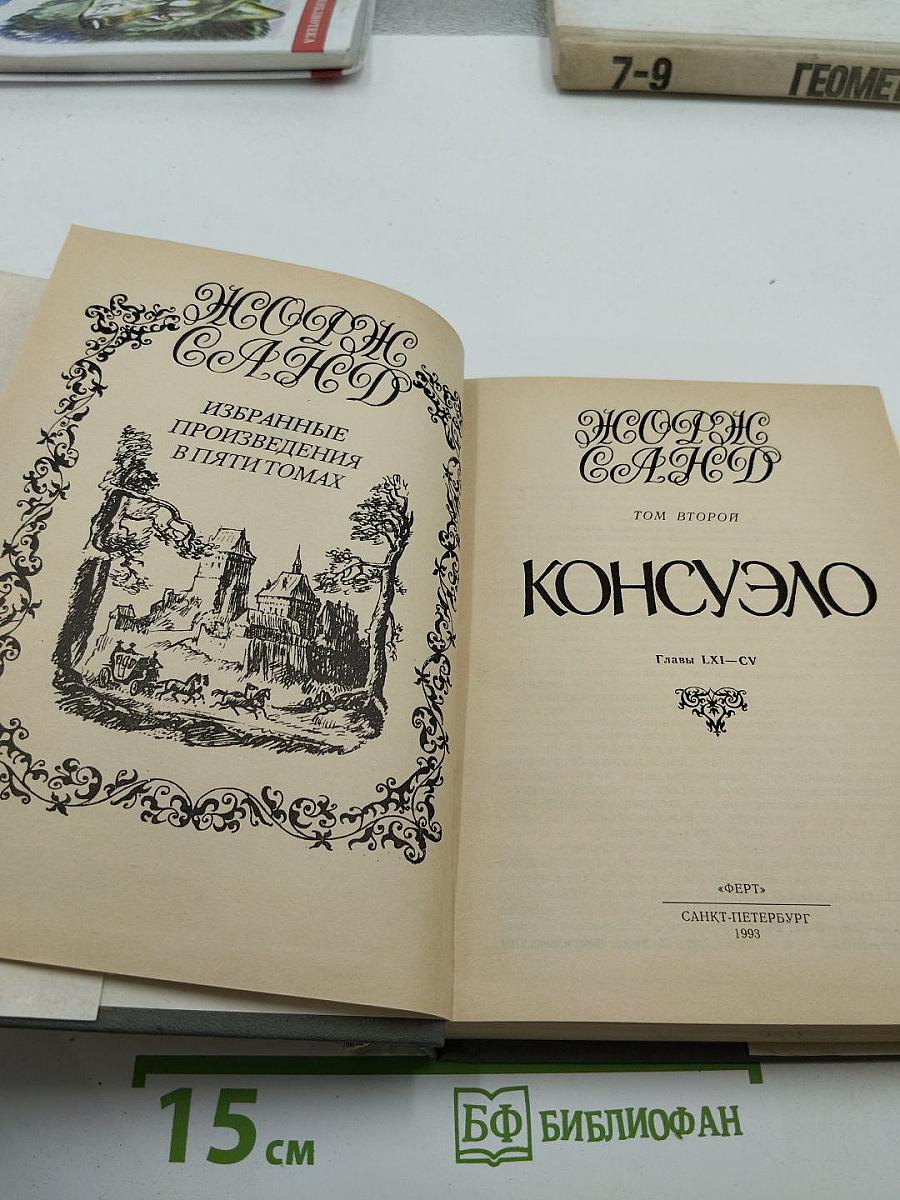 БИБЛИОТЕКА
7-9
ЖОРЖ
САНД
ИЗБРАННЫЕ
ПРОИЗВЕДЕНИЯ
В ПЯТИ ТОМАХ
ЖОРЖ
САНД
ТОМ ВТОРОЙ
КОНСУЭЛО
Главы LXI—CV
«ФЕРТ»
САНКТ-ПЕТЕРБУРГ
1993
15 см
БФ БИБЛИОФАН